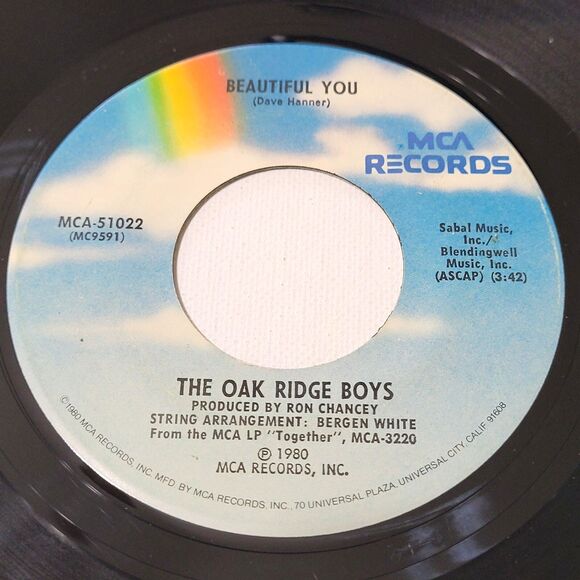 BEAUTIFUL YOU
(Dave Hanner)
MCA
RECORDS
MCA-51022
(MC9591)
Sabal Music,
Inc./
Blendingwell
Music, Inc.
(ASCAP) (3:42)
THE OAK RIDGE BOYS
PRODUCED BY RON CHANCEY
STRING ARRANGEMENT: BERGEN WHITE
From the MCA LP "Together", MCA-3220
Ⓟ 1980
MCA RECORDS, INC.
©1980 MCA RECORDS, INC. MFD BY MCA RECORDS, INC., 70 UNIVERSAL PLAZA, UNIVERSAL CITY, CALIF. 91608